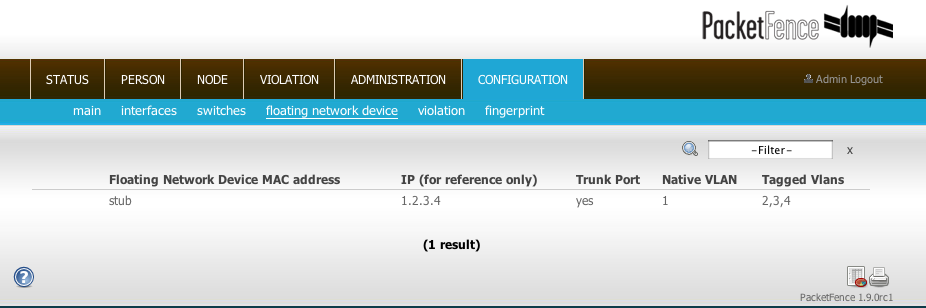 PacketFence
STATUS PERSON NODE VIOLATION ADMINISTRATION CONFIGURATION Admin Logout
main interfaces switches floating network device violation fingerprint
-Filter- x
Floating Network Device MAC address IP (for reference only) Trunk Port Native VLAN Tagged Vlans
stub 1.2.3.4 yes 1 2,3,4
(1 result)
?
PacketFence 1.9.0rc1